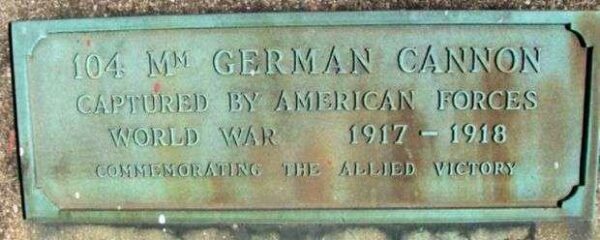 104 MM GERMAN CANNON
CAPTURED BY AMERICAN FORCES
WORLD WAR 1917 - 1918
COMMEMORATING THE ALLIED VICTORY